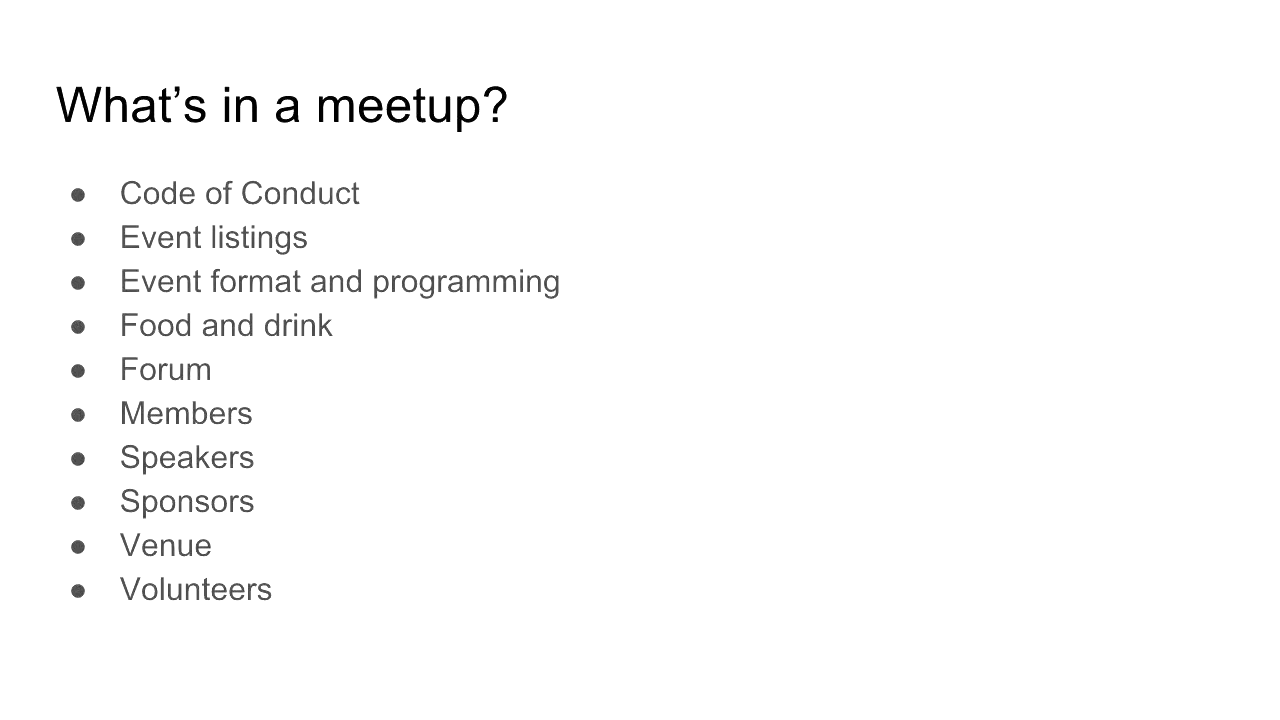 What’s in a meetup?
● Code of Conduct
● Event listings
● Event format and programming
● Food and drink
● Forum
● Members
● Speakers
● Sponsors
● Venue
● Volunteers